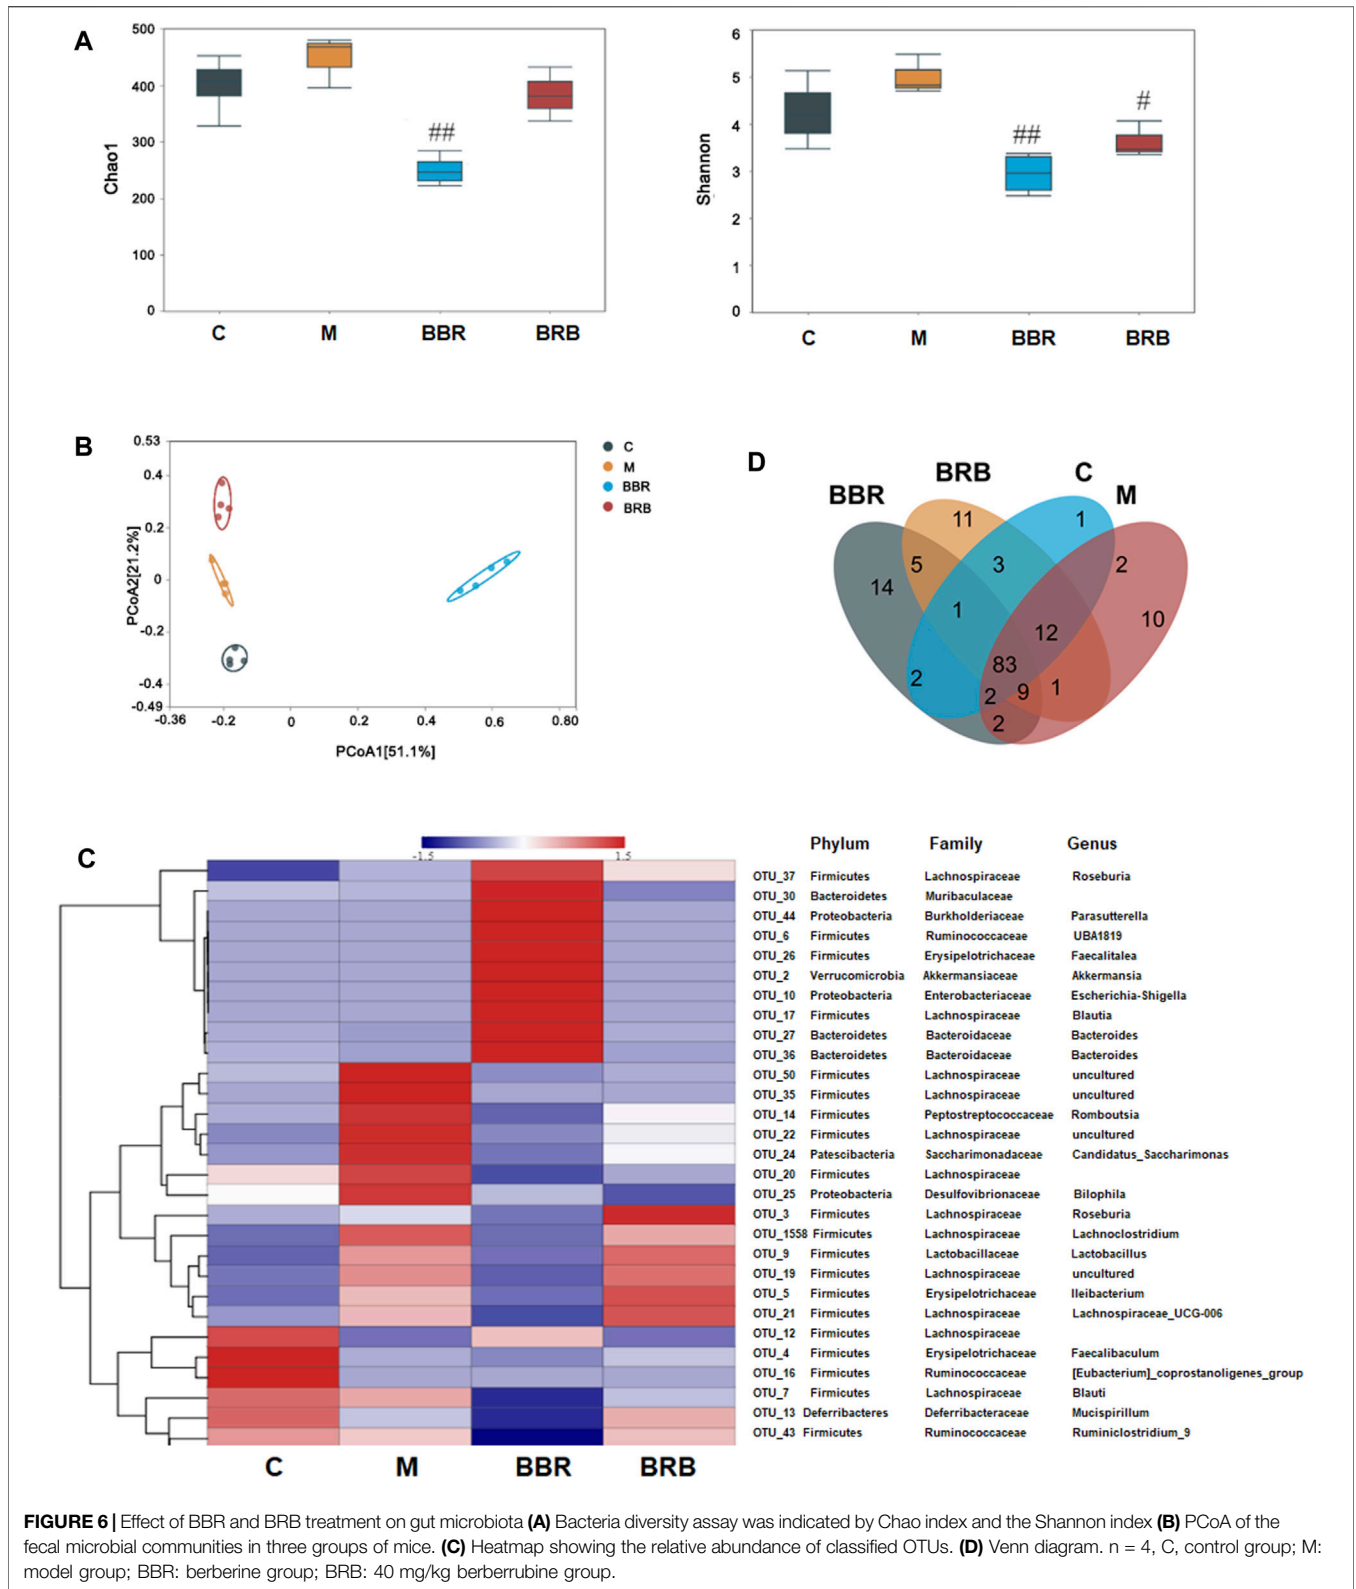 A
500
400
300
200
100
0
Chao1
##
C M BBR BRB
6
5
4
3
2
1
0
Shannon
##
#
C M BBR BRB
B
0.53
0.4
0.2
0
-0.2
-0.4
-0.49
PCoA2[21.2%]
-0.36 -0.2 0 0.2 0.4 0.6 0.80
PCoA1[51.1%]
C
M
BBR
BRB
D
BBR BRB C M
11 1
5 3 2
14
1 12 10
83
2 2 9 1
2
C
-1.5 1.5
Phylum Family Genus
OTU_37 Firmicutes Lachnospiraceae Roseburia
OTU_30 Bacteroidetes Muribaculaceae
OTU_44 Proteobacteria Burkholderiaceae Parasutterella
OTU_6 Firmicutes Ruminococcaceae UBA1819
OTU_26 Firmicutes Erysipelotrichaceae Faecalitalea
OTU_2 Verrucomicrobia Akkermansiaceae Akkermansia
OTU_10 Proteobacteria Enterobacteriaceae Escherichia-Shigella
OTU_17 Firmicutes Lachnospiraceae Blautia
OTU_27 Bacteroidetes Bacteroidaceae Bacteroides
OTU_36 Bacteroidetes Bacteroidaceae Bacteroides
OTU_50 Firmicutes Lachnospiraceae uncultured
OTU_35 Firmicutes Lachnospiraceae uncultured
OTU_14 Firmicutes Peptostreptococcaceae Romboutsia
OTU_22 Firmicutes Lachnospiraceae uncultured
OTU_24 Patescibacteria Saccharimonadaceae Candidatus_Saccharimonas
OTU_20 Firmicutes Lachnospiraceae
OTU_25 Proteobacteria Desulfovibrionaceae Bilophila
OTU_3 Firmicutes Lachnospiraceae Roseburia
OTU_1558 Firmicutes Lachnospiraceae Lachnoclostridium
OTU_9 Firmicutes Lactobacillaceae Lactobacillus
OTU_19 Firmicutes Lachnospiraceae uncultured
OTU_5 Firmicutes Erysipelotrichaceae Ileibacterium
OTU_21 Firmicutes Lachnospiraceae Lachnospiraceae_UCG-006
OTU_12 Firmicutes Lachnospiraceae
OTU_4 Firmicutes Erysipelotrichaceae Faecalibaculum
OTU_16 Firmicutes Ruminococcaceae [Eubacterium]_coprostanoligenes_group
OTU_7 Firmicutes Lachnospiraceae Blauti
OTU_13 Deferribacteres Deferribacteraceae Mucispirillum
OTU_43 Firmicutes Ruminococcaceae Ruminiclostridium_9
C M BBR BRB
FIGURE 6 | Effect of BBR and BRB treatment on gut microbiota (A) Bacteria diversity assay was indicated by Chao index and the Shannon index (B) PCoA of the
fecal microbial communities in three groups of mice. (C) Heatmap showing the relative abundance of classified OTUs. (D) Venn diagram. n = 4, C, control group; M:
model group; BBR: berberine group; BRB: 40 mg/kg berberrubine group.